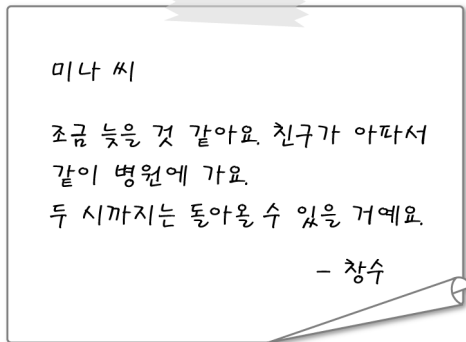 미나 씨
조금 늦을 것 같아요. 친구가 아파서
같이 병원에 가요.
두 시까지는 돌아올 수 있을 거예요.
- 창수